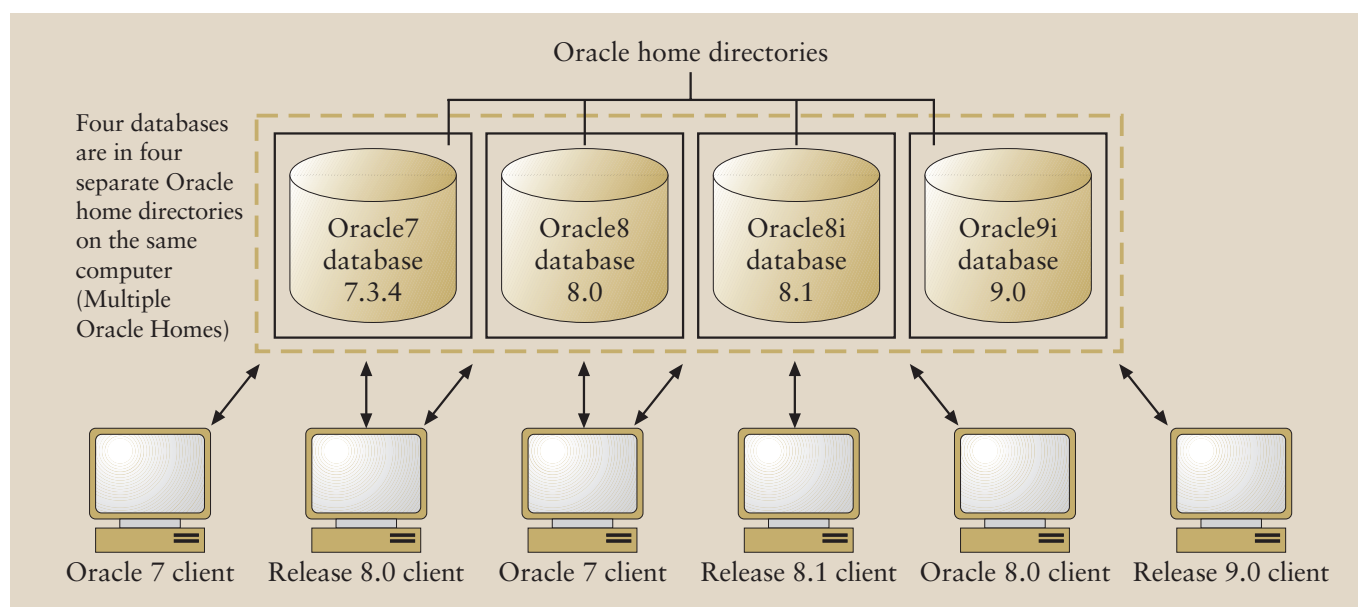 Oracle home directories
Four databases
are in four
separate Oracle
home directories
on the same
computer
(Multiple
Oracle Homes)
Oracle7
database
7.3.4
Oracle8
database
8.0
Oracle8i
database
8.1
Oracle9i
database
9.0
Oracle 7 client
Release 8.0 client
Oracle 7 client
Release 8.1 client
Oracle 8.0 client
Release 9.0 client